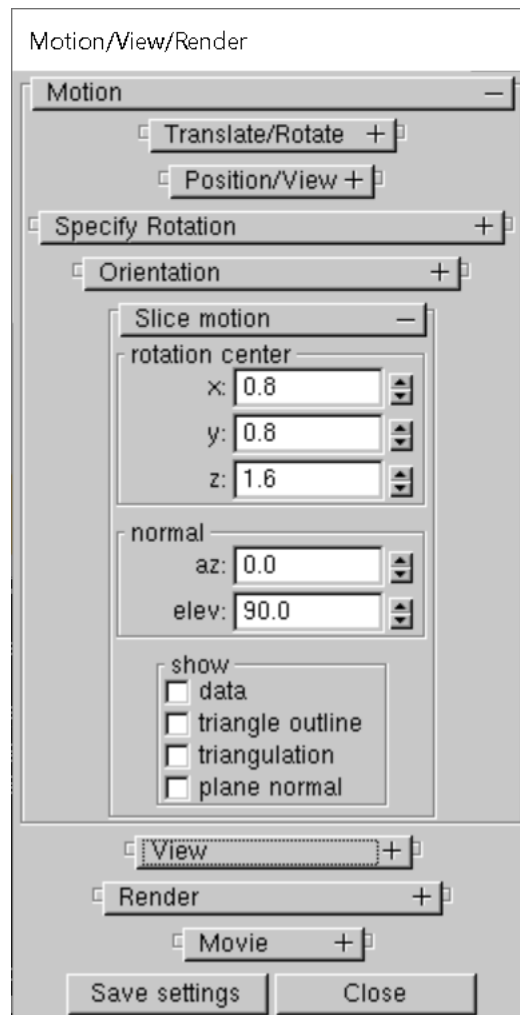 Motion/View/Render
Motion −
Translate/Rotate +
Position/View +
Specify Rotation +
Orientation +
Slice motion −
rotation center
x: 0.8
y: 0.8
z: 1.6
normal
az: 0.0
elev: 90.0
show
data
triangle outline
triangulation
plane normal
View +
Render +
Movie +
Save settings Close